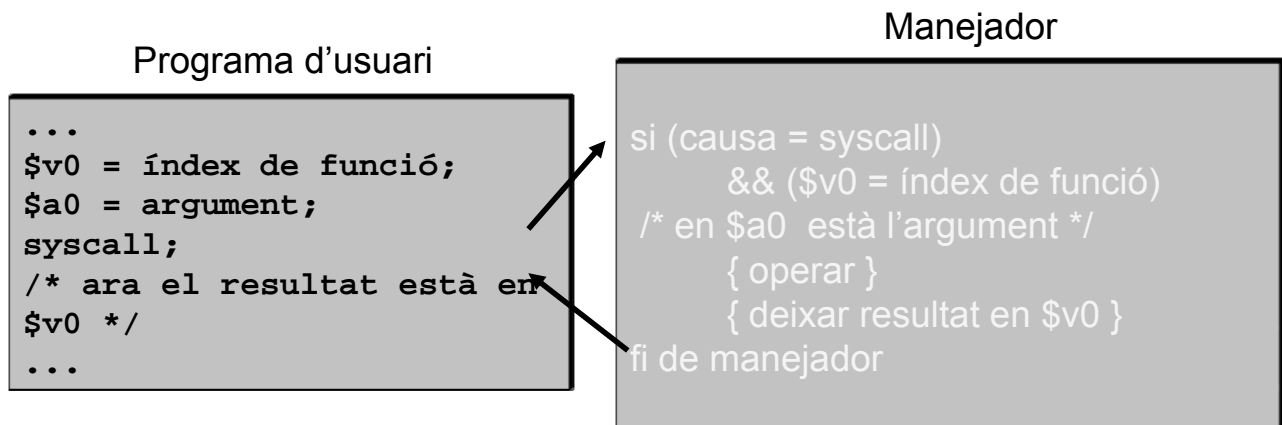 Programa d’usuari
...
$v0 = índex de funció;
$a0 = argument;
syscall;
/* ara el resultat està en
$v0 */
...
Manejador
si (causa = syscall)
&& ($v0 = índex de funció)
/* en $a0 està l’argument */
{ operar }
{ deixar resultat en $v0 }
fi de manejador